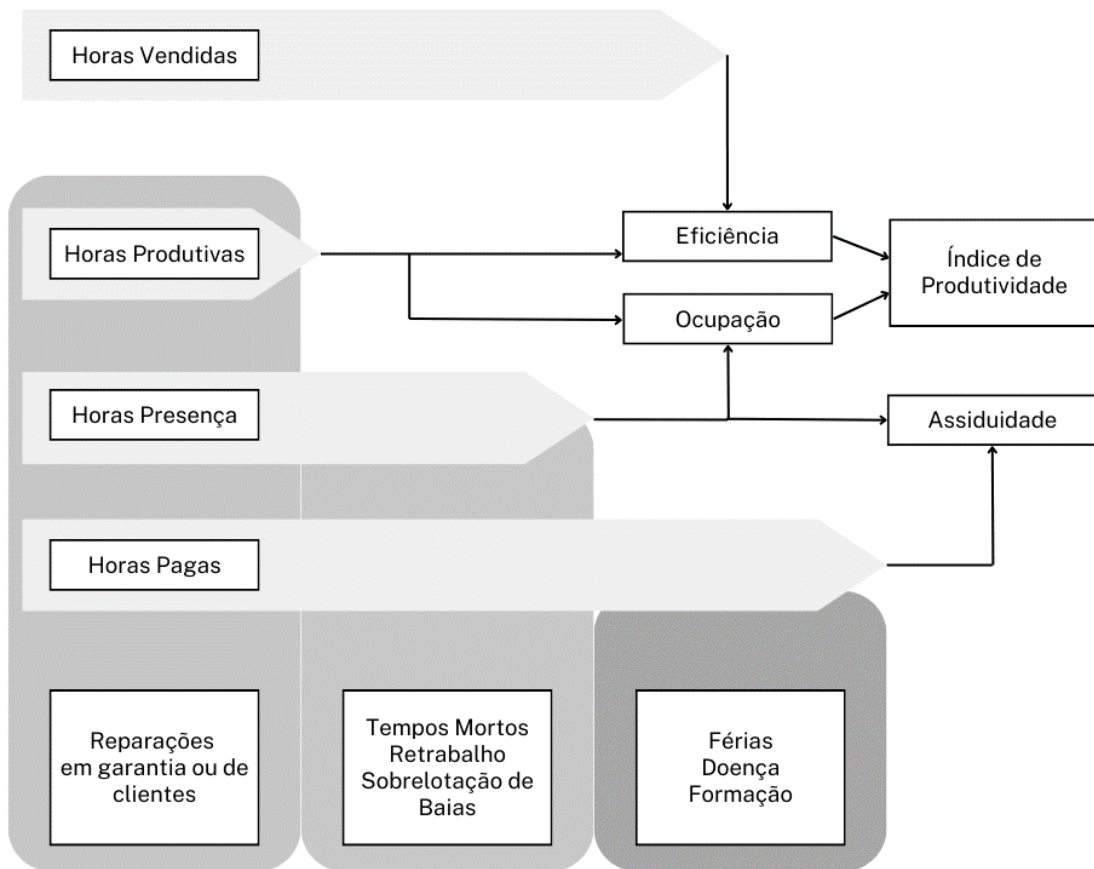 Horas Vendidas
Horas Produtivas
Eficiência
Índice de
Produtividade
Ocupação
Horas Presença
Assiduidade
Horas Pagas
Reparações
em garantia ou de
clientes
Tempos Mortos
Retrabalho
Sobrelotação de
Baias
Férias
Doença
Formação